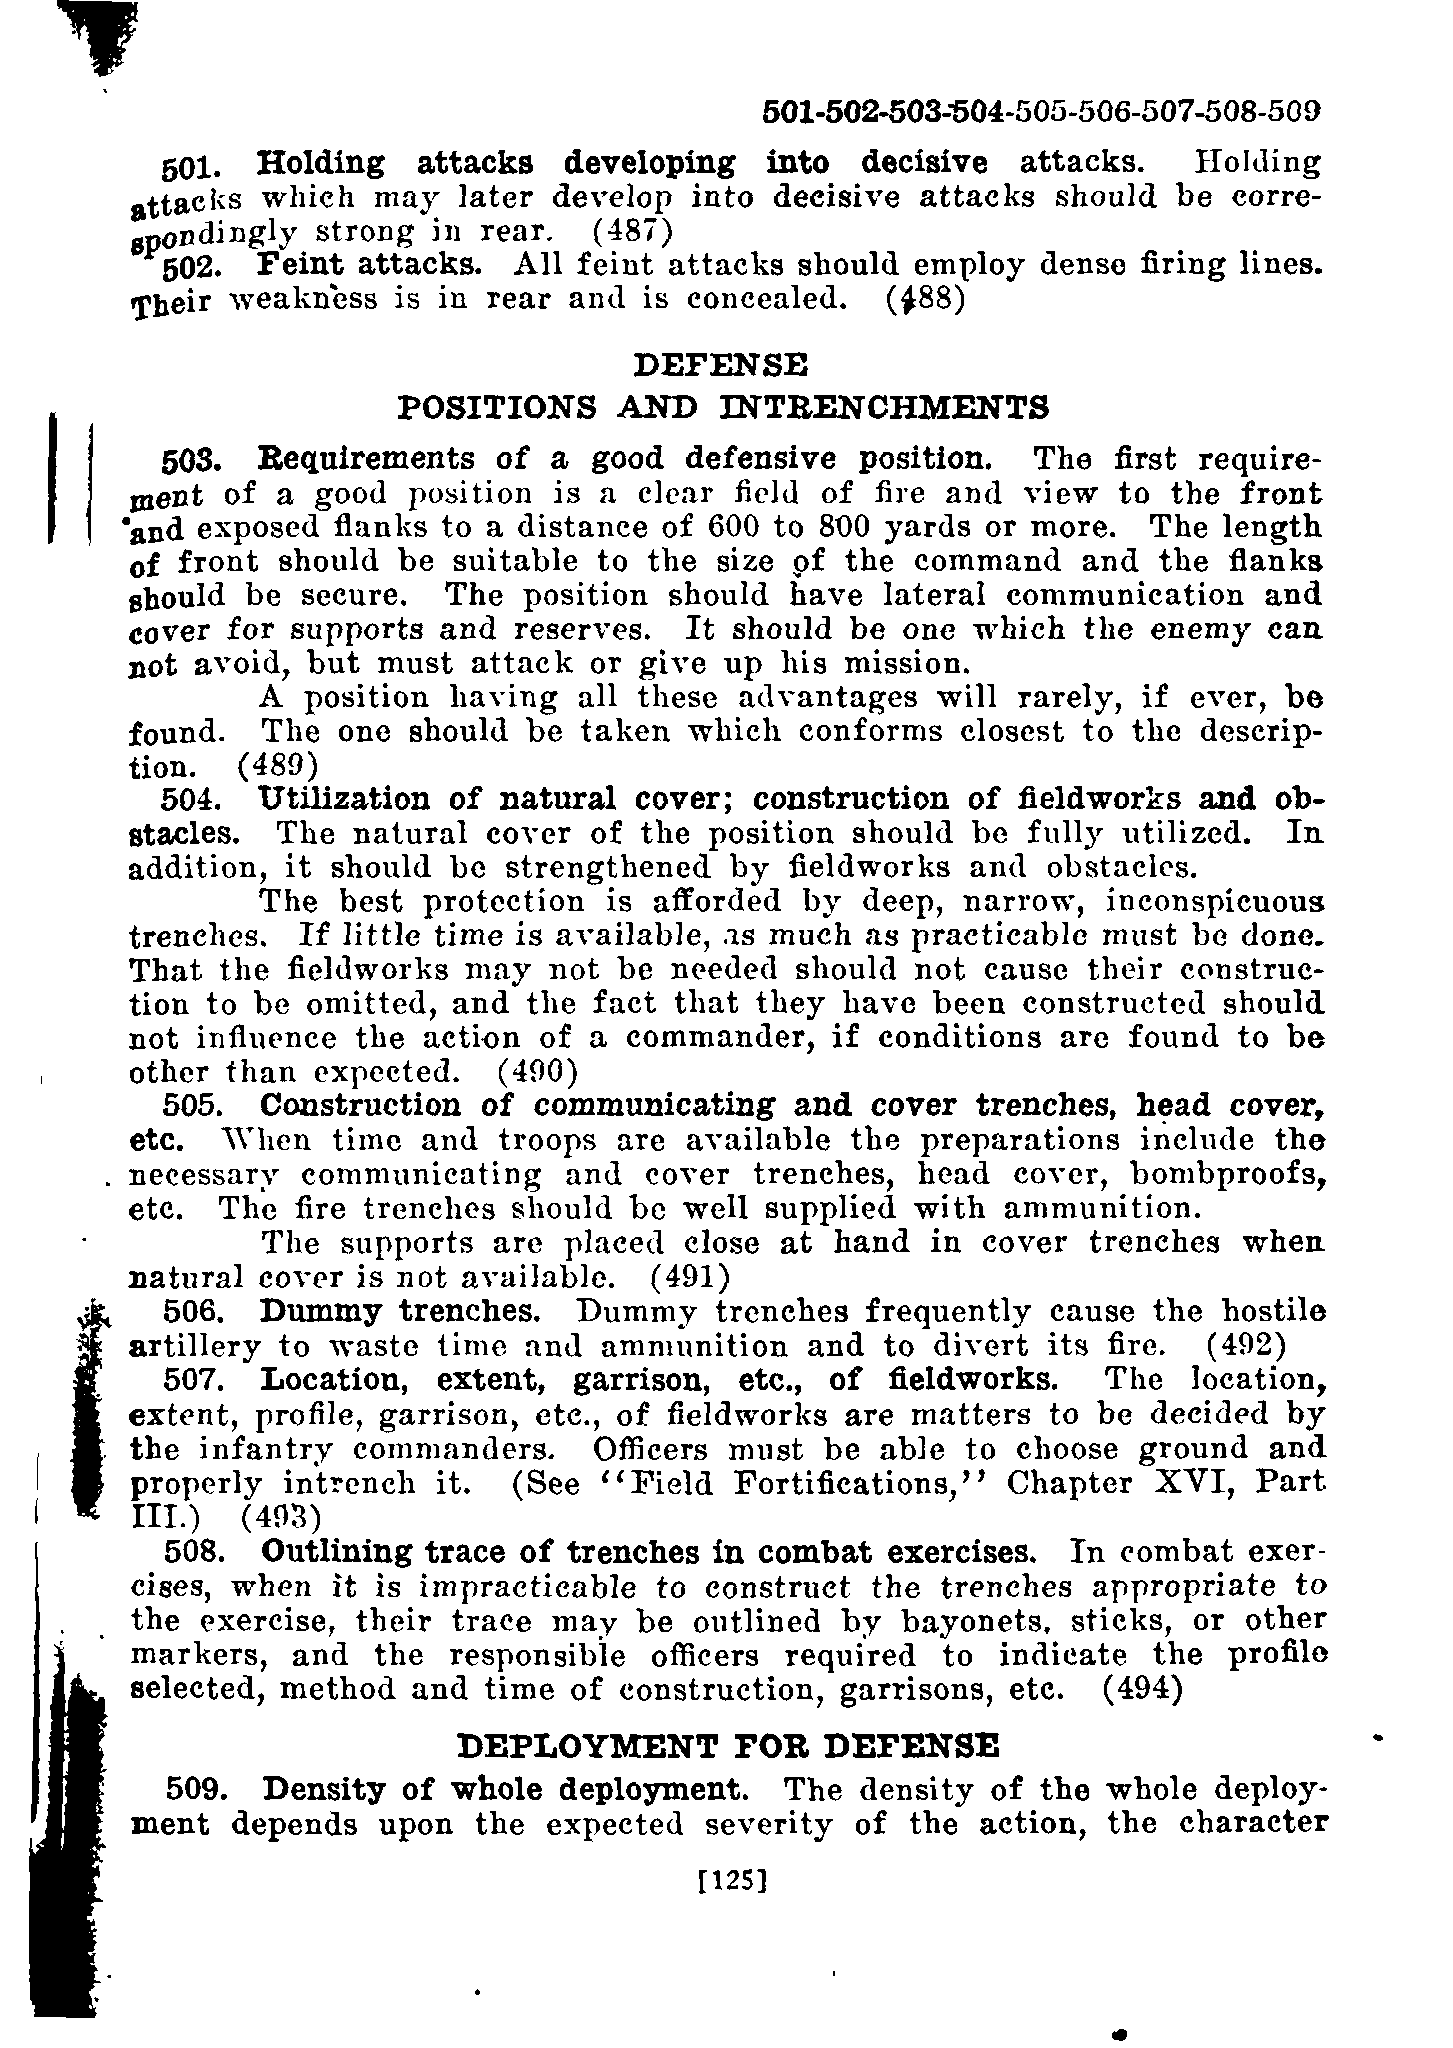 501-502-503-504-505-506-507-508-509
501. Holding attacks developing into decisive attacks. Holding
attacks which may later develop into decisive attacks should be corre-
spondingly strong in rear. (487)
502. Feint attacks. All feint attacks should employ dense firing lines.
Their weakness is in rear and is concealed. (488)
DEFENSE
POSITIONS AND INTRENCHMENTS
503. Requirements of a good defensive position. The first require-
ment of a good position is a clear field of fire and view to the front
and exposed flanks to a distance of 600 to 800 yards or more. The length
of front should be suitable to the size of the command and the flanks
should be secure. The position should have lateral communication and
cover for supports and reserves. It should be one which the enemy can
not avoid, but must attack or give up his mission.
A position having all these advantages will rarely, if ever, be
found. The one should be taken which conforms closest to the descrip-
tion. (489)
504. Utilization of natural cover; construction of fieldworks and ob-
stacles. The natural cover of the position should be fully utilized. In
addition, it should be strengthened by fieldworks and obstacles.
The best protection is afforded by deep, narrow, inconspicuous
trenches. If little time is available, as much as practicable must be done.
That the fieldworks may not be needed should not cause their construc-
tion to be omitted, and the fact that they have been constructed should
not influence the action of a commander, if conditions are found to be
other than expected. (490)
505. Construction of communicating and cover trenches, head cover,
etc. When time and troops are available the preparations include the
necessary communicating and cover trenches, head cover, bombproofs,
etc. The fire trenches should be well supplied with ammunition.
The supports are placed close at hand in cover trenches when
natural cover is not available. (491)
506. Dummy trenches. Dummy trenches frequently cause the hostile
artillery to waste time and ammunition and to divert its fire. (492)
507. Location, extent, garrison, etc., of fieldworks. The location,
extent, profile, garrison, etc., of fieldworks are matters to be decided by
the infantry commanders. Officers must be able to choose ground and
properly intrench it. (See "Field Fortifications," Chapter XVI, Part
III.) (493)
508. Outlining trace of trenches in combat exercises. In combat exer-
cises, when it is impracticable to construct the trenches appropriate to
the exercise, their trace may be outlined by bayonets, sticks, or other
markers, and the responsible officers required to indicate the profile
selected, method and time of construction, garrisons, etc. (494)
DEPLOYMENT FOR DEFENSE
509. Density of whole deployment. The density of the whole deploy-
ment depends upon the expected severity of the action, the character
[125]